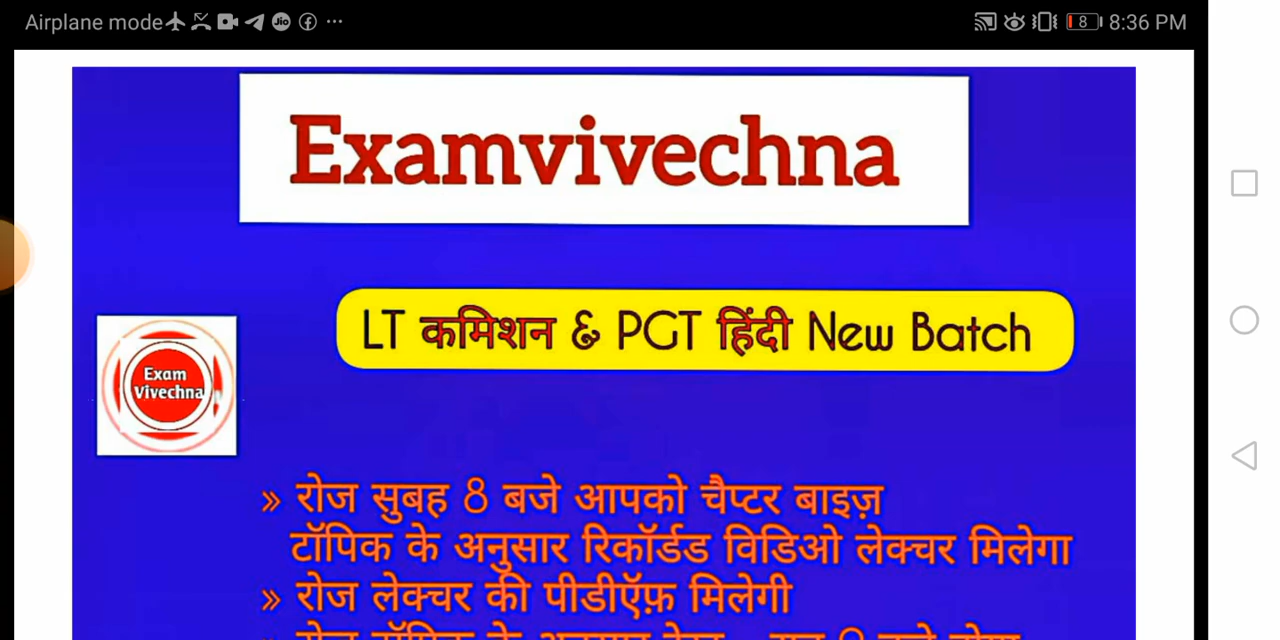 Airplane mode
8 8:36 PM
Examvivechna
LT कमिशन & PGT हिंदी New Batch
Exam
Vivechna
» रोज सुबह 8 बजे आपको चैप्टर बाइज़
टॉपिक के अनुसार रिकॉर्डड विडिओ लेक्चर मिलेगा
» रोज लेक्चर की पीडीऍफ़ मिलेगी